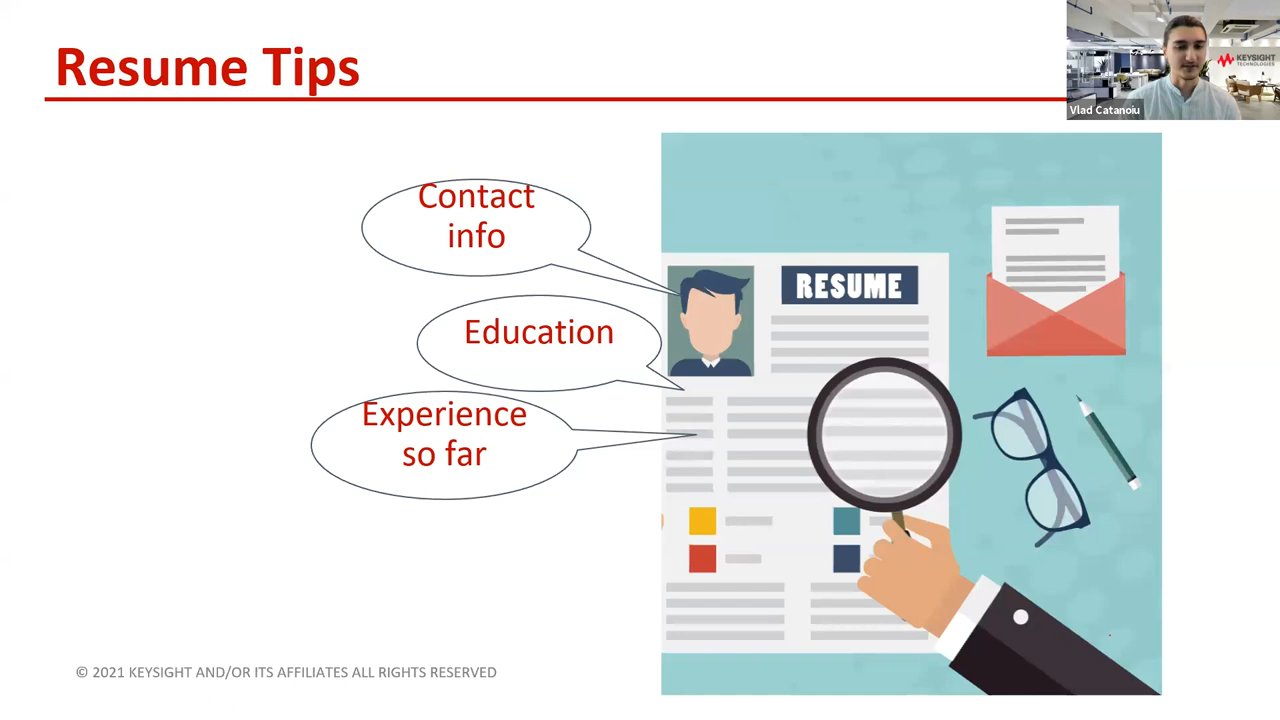 Resume Tips
KEYSIGHT
TECHNOLOGIES
Vlad Catanoiu
Contact
info
RESUME
Education
Experience
so far
© 2021 KEYSIGHT AND/OR ITS AFFILIATES ALL RIGHTS RESERVED